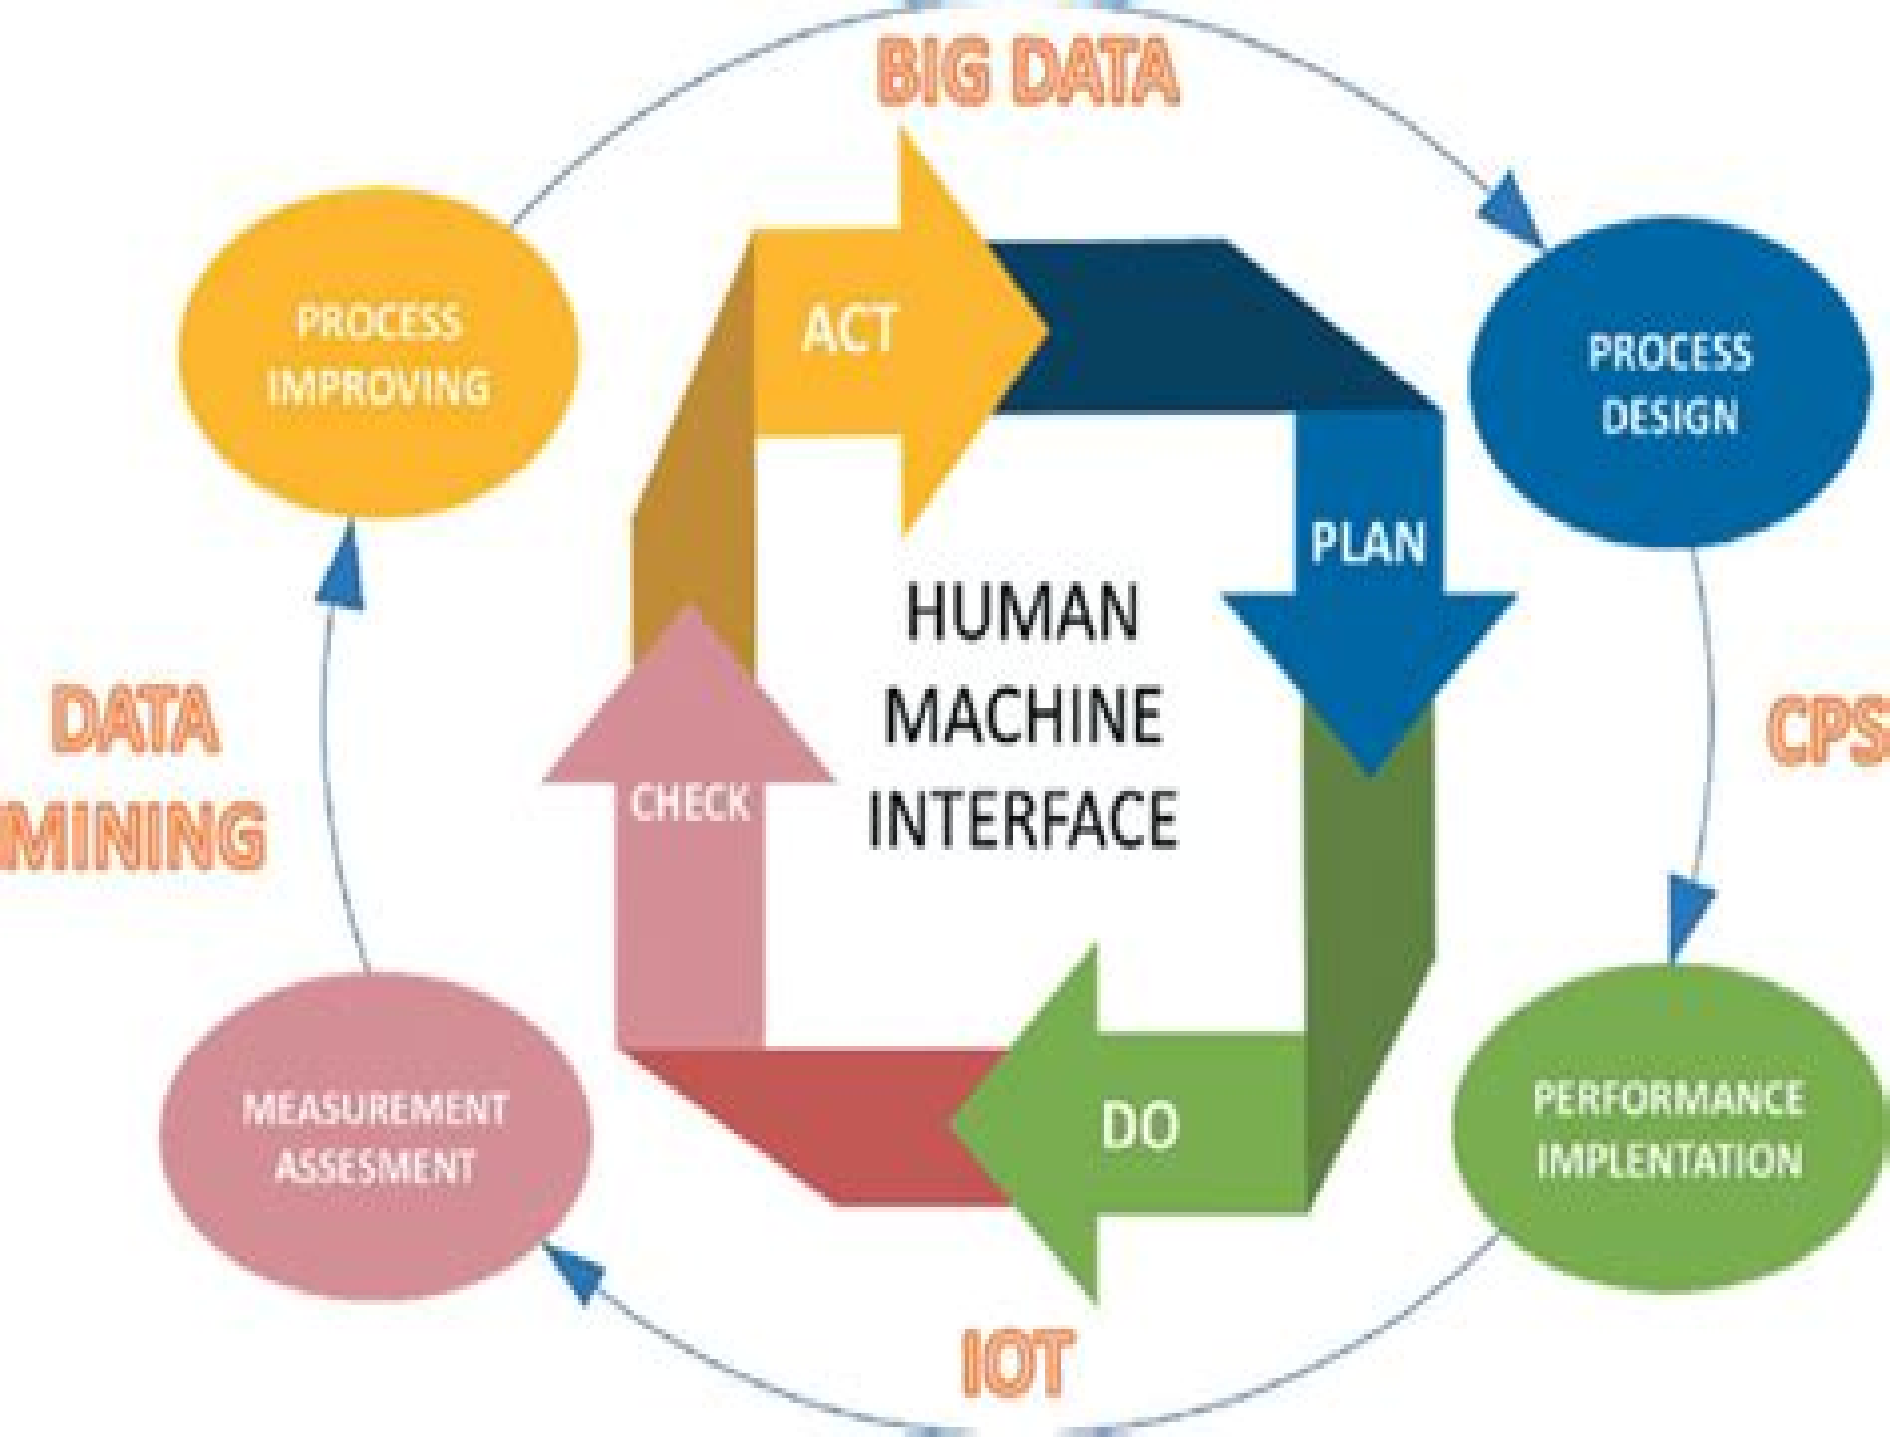 BIG DATA
PROCESS
IMPROVING
ACT
PROCESS
DESIGN
PLAN
HUMAN
MACHINE
INTERFACE
DATA
MINING
CPS
CHECK
MEASUREMENT
ASSESMENT
DO
PERFORMANCE
IMPLENTATION
IOT